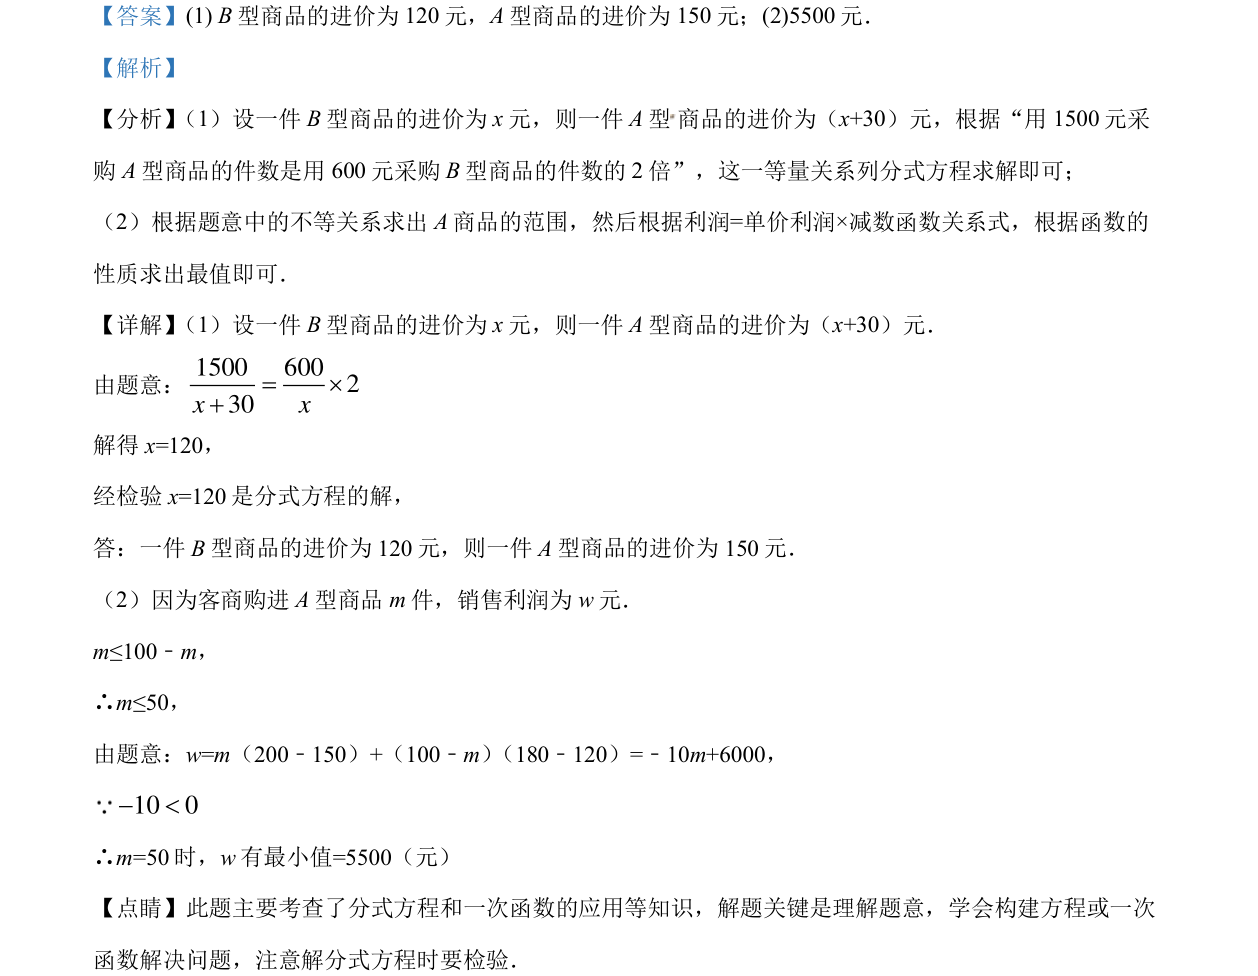 【答案】(1) B 型商品的进价为 120 元，A 型商品的进价为 150 元；(2)5500 元．
【解析】
【分析】（1）设一件 B 型商品的进价为 x 元，则一件 A 型商品的进价为（x+30）元，根据“用 1500 元采
购 A 型商品的件数是用 600 元采购 B 型商品的件数的 2 倍”，这一等量关系列分式方程求解即可；
（2）根据题意中的不等关系求出 A 商品的范围，然后根据利润=单价利润×减数函数关系式，根据函数的
性质求出最值即可．
【详解】（1）设一件 B 型商品的进价为 x 元，则一件 A 型商品的进价为（x+30）元．
由题意：1500/(x+30) = 600/x ×2
解得 x=120，
经检验 x=120 是分式方程的解，
答：一件 B 型商品的进价为 120 元，则一件 A 型商品的进价为 150 元．
（2）因为客商购进 A 型商品 m 件，销售利润为 w 元．
m≤100﹣m，
∴m≤50，
由题意：w=m（200﹣150）+（100﹣m）（180﹣120）=﹣10m+6000，
∵−10<0
∴m=50 时，w 有最小值=5500（元）
【点睛】此题主要考查了分式方程和一次函数的应用等知识，解题关键是理解题意，学会构建方程或一次
函数解决问题，注意解分式方程时要检验．